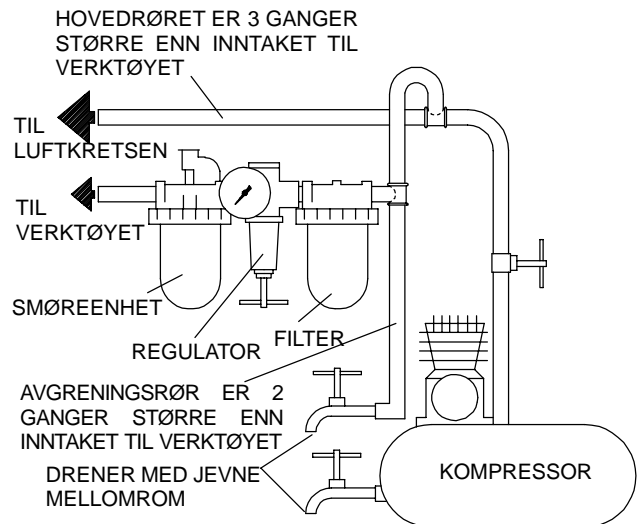 HOVEDRØRET ER 3 GANGER
STØRRE ENN INNTAKET TIL
VERKTØYET
TIL
LUFTKRETSEN
TIL
VERKTØYET
SMØREENHET
REGULATOR
FILTER
AVGRENINGSRØR ER 2
GANGER STØRRE ENN
INNTAKET TIL VERKTØYET
DRENER MED JEVNE
MELLOMROM
KOMPRESSOR